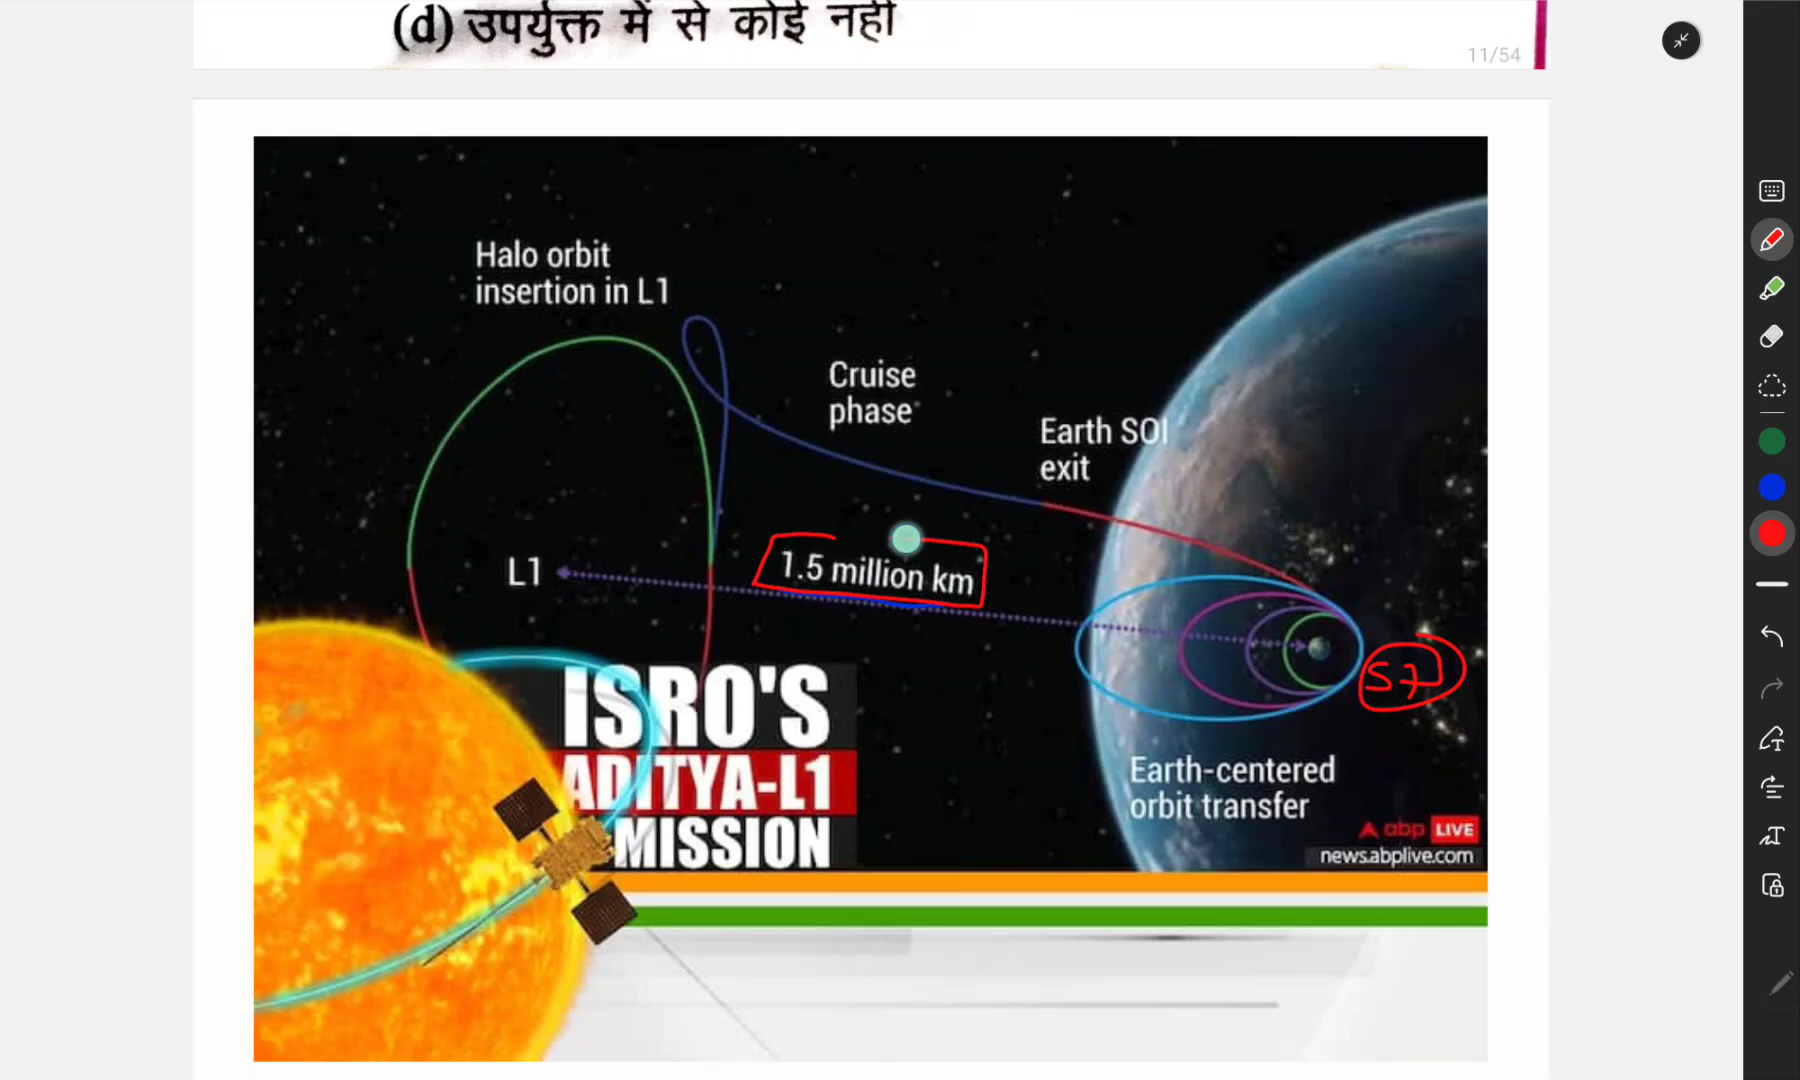 (d) उपर्युक्त में से कोई नहीं
11/54
Halo orbit
insertion in L1
Cruise
phase
Earth SOI
exit
1.5 million km
L1
ISRO'S
ADITYA-L1
MISSION
Earth-centered
orbit transfer
abp LIVE
news.abplive.com